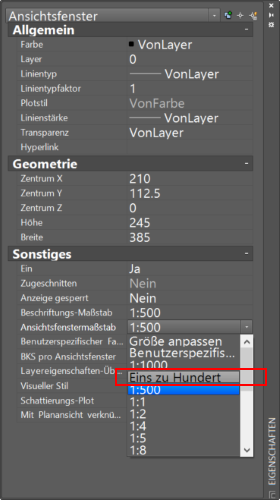 Ansichtsfenster
Allgemein -
Farbe VonLayer
Layer 0
Linientyp VonLayer
Linientypfaktor 1
Plotstil VonFarbe
Linienstärke VonLayer
Transparenz VonLayer
Hyperlink
Geometrie -
Zentrum X 210
Zentrum Y 112.5
Zentrum Z 0
Höhe 245
Breite 385
Sonstiges -
Ein Ja
Zugeschnitten Nein
Anzeige gesperrt Nein
Beschriftungs-Maßstab 1:500
Ansichtsfenstermaßstab 1:500
Benutzerspezifischer Fa... Größe anpassen
BKS pro Ansichtsfenster Benutzerspezifis...
Layereigenschaften-Üb... 1:1000
Eins zu Hundert
Visueller Stil 1:500
Schattierungs-Plot 1:1
Mit Planansicht verknü... 1:2
1:4
1:5
1:8
EIGENSCHAFTEN